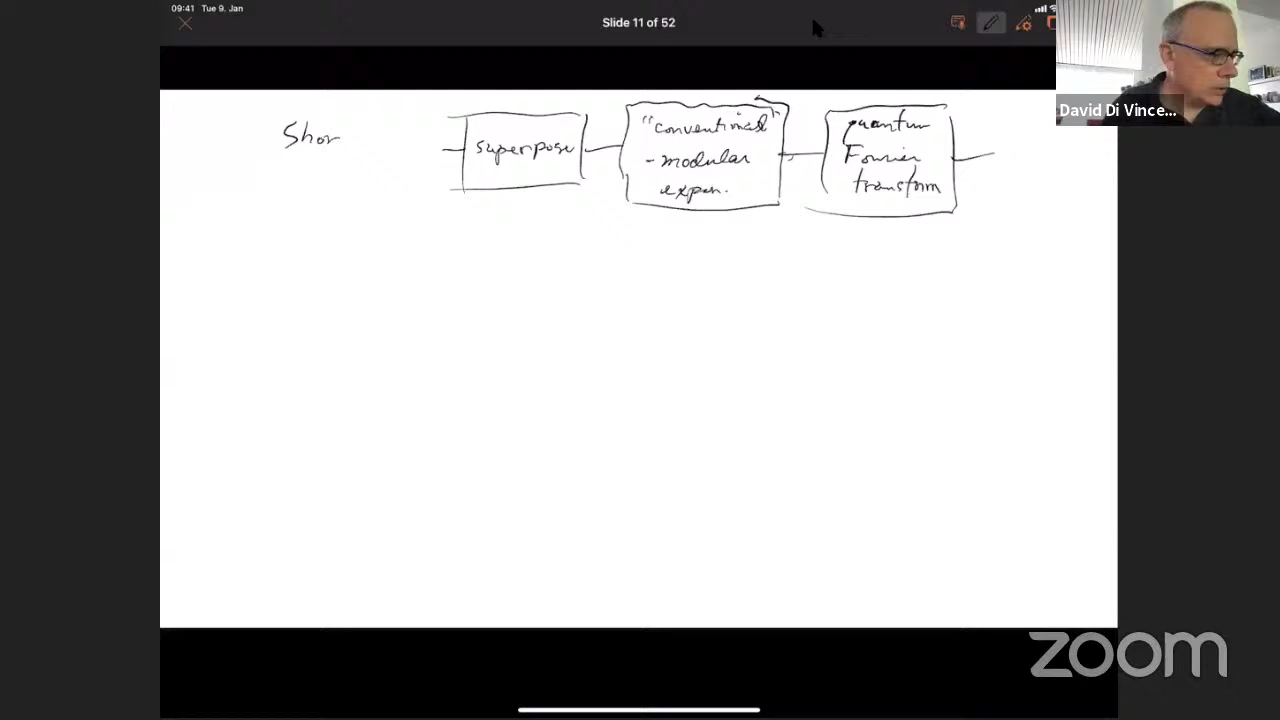 09:41 Tue 9. Jan
Slide 11 of 52
David Di Vince...
Shor
superpose
"conventional"
- modular
expon.
quantum
Fourier
transform
zoom